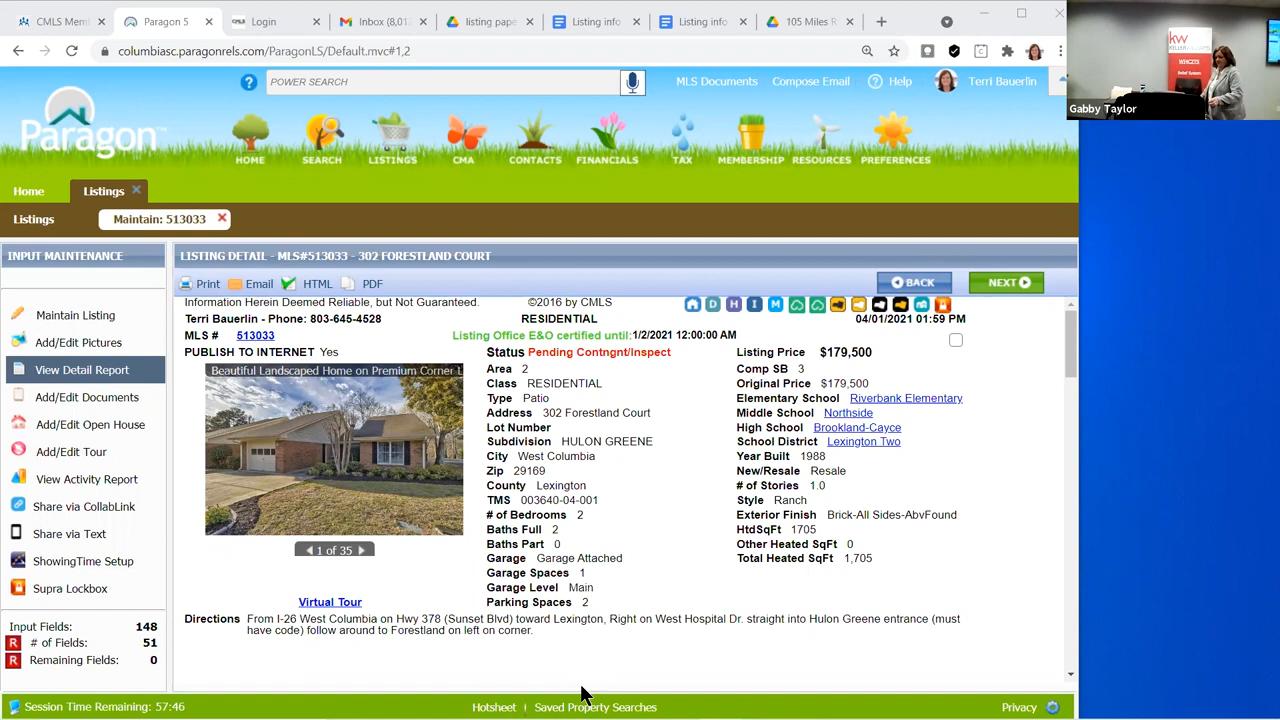 CMLS Mem
Paragon 5
CMLS Login
Inbox (8,01
listing pape
Listing info
Listing info
105 Miles R
columbiasc.paragonrels.com/ParagonLS/Default.mvc#1,2
kw
KELLERWILLIAMS
WI4C2TS
Belief System
Gabby Taylor
POWER SEARCH
MLS Documents Compose Email Help Terri Bauerlin
Paragon
HOME SEARCH LISTINGS CMA CONTACTS FINANCIALS TAX MEMBERSHIP RESOURCES PREFERENCES
Home Listings
Listings Maintain: 513033
INPUT MAINTENANCE
Maintain Listing
Add/Edit Pictures
View Detail Report
Add/Edit Documents
Add/Edit Open House
Add/Edit Tour
View Activity Report
Share via CollabLink
Share via Text
ShowingTime Setup
Supra Lockbox
Input Fields: 148
R # of Fields: 51
R Remaining Fields: 0
LISTING DETAIL - MLS#513033 - 302 FORESTLAND COURT
Print Email HTML PDF BACK NEXT
Information Herein Deemed Reliable, but Not Guaranteed. ©2016 by CMLS D H I M
Terri Bauerlin - Phone: 803-645-4528 RESIDENTIAL 04/01/2021 01:59 PM
MLS # 513033 Listing Office E&O certified until:1/2/2021 12:00:00 AM
PUBLISH TO INTERNET Yes
Beautiful Landscaped Home on Premium Corner L
1 of 35
Virtual Tour
Status Pending Contngnt/Inspect
Area 2
Class RESIDENTIAL
Type Patio
Address 302 Forestland Court
Lot Number
Subdivision HULON GREENE
City West Columbia
Zip 29169
County Lexington
TMS 003640-04-001
# of Bedrooms 2
Baths Full 2
Baths Part 0
Garage Garage Attached
Garage Spaces 1
Garage Level Main
Parking Spaces 2
Listing Price $179,500
Comp SB 3
Original Price $179,500
Elementary School Riverbank Elementary
Middle School Northside
High School Brookland-Cayce
School District Lexington Two
Year Built 1988
New/Resale Resale
# of Stories 1.0
Style Ranch
Exterior Finish Brick-All Sides-AbvFound
HtdSqFt 1705
Other Heated SqFt 0
Total Heated SqFt 1,705
Directions From I-26 West Columbia on Hwy 378 (Sunset Blvd) toward Lexington, Right on West Hospital Dr. straight into Hulon Greene entrance (must
have code) follow around to Forestland on left on corner.
Session Time Remaining: 57:46 Hotsheet Saved Property Searches Privacy